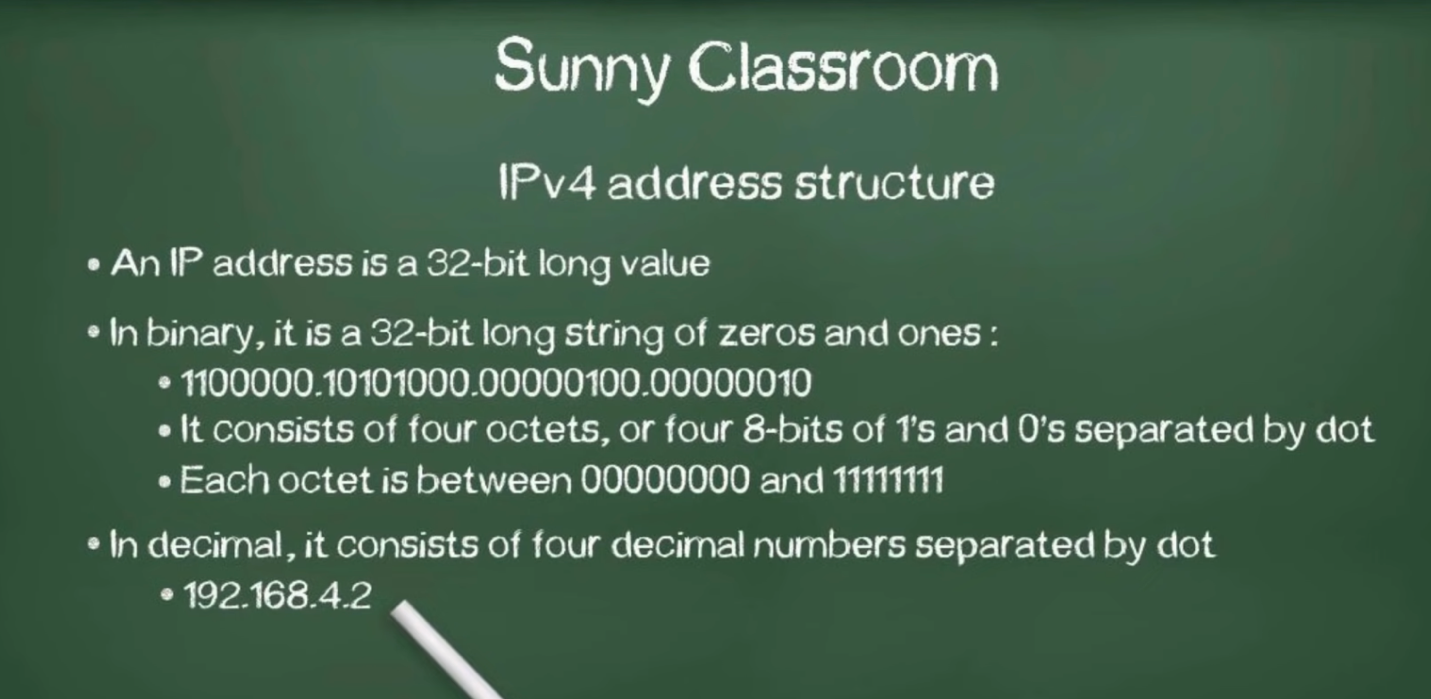 Sunny Classroom
IPv4 address structure
• An IP address is a 32-bit long value
• In binary, it is a 32-bit long string of zeros and ones :
• 1100000.10101000.00000100.00000010
• It consists of four octets, or four 8-bits of 1's and 0's separated by dot
• Each octet is between 00000000 and 11111111
• In decimal, it consists of four decimal numbers separated by dot
• 192.168.4.2